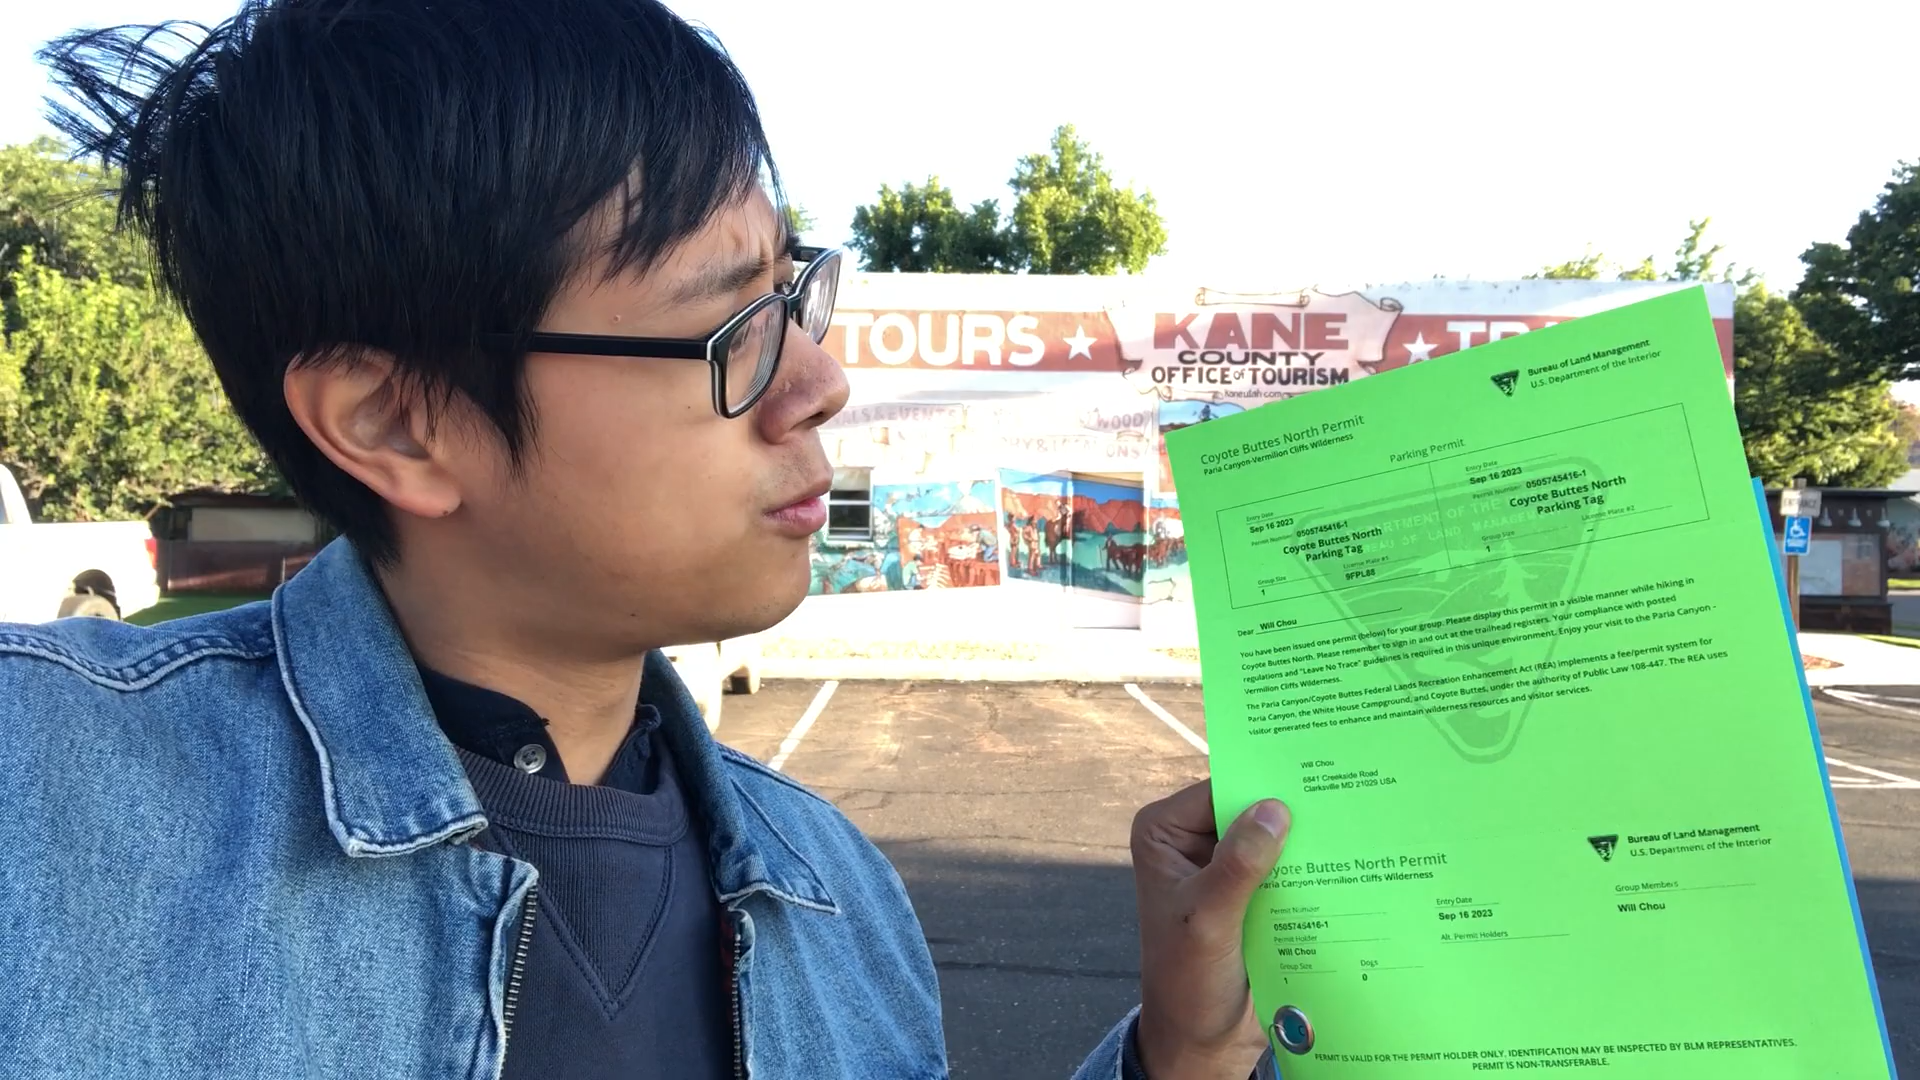 TOURS ★ KANE ★ TR
COUNTY
OFFICE of TOURISM
kaneutah.com
WOOD
ENTRANCE
Bureau of Land Management
U.S. Department of the Interior
Coyote Buttes North Permit
Paria Canyon-Vermilion Cliffs Wilderness
Parking Permit
Entry Date
Sep 16 2023
Permit Number 0505745416-1
Coyote Buttes North
Parking Tag
Group Size
1
License Plate #1
9FPL88
Entry Date
Sep 16 2023
Permit Number 0505745416-1
Coyote Buttes North
Parking Tag
Group Size
1
License Plate #2
--
Dear Will Chou
You have been issued one permit (below) for your group. Please display this permit in a visible manner while hiking in
Coyote Buttes North. Please remember to sign in and out at the trailhead registers. Your compliance with posted
regulations and "Leave No Trace" guidelines is required in this unique environment. Enjoy your visit to the Paria Canyon -
Vermilion Cliffs Wilderness.
The Paria Canyon/Coyote Buttes Federal Lands Recreation Enhancement Act (REA) implements a fee/permit system for
Paria Canyon, the White House Campground, and Coyote Buttes, under the authority of Public Law 108-447. The REA uses
visitor generated fees to enhance and maintain wilderness resources and visitor services.
Will Chou
6841 Creekside Road
Clarksville MD 21029 USA
Bureau of Land Management
U.S. Department of the Interior
oyote Buttes North Permit
Paria Canyon-Vermilion Cliffs Wilderness
Permit Number
0505745416-1
Permit Holder
Will Chou
Group Size
1
Dogs
0
Entry Date
Sep 16 2023
Alt. Permit Holders
Group Members
Will Chou
PERMIT IS VALID FOR THE PERMIT HOLDER ONLY. IDENTIFICATION MAY BE INSPECTED BY BLM REPRESENTATIVES.
PERMIT IS NON-TRANSFERABLE.